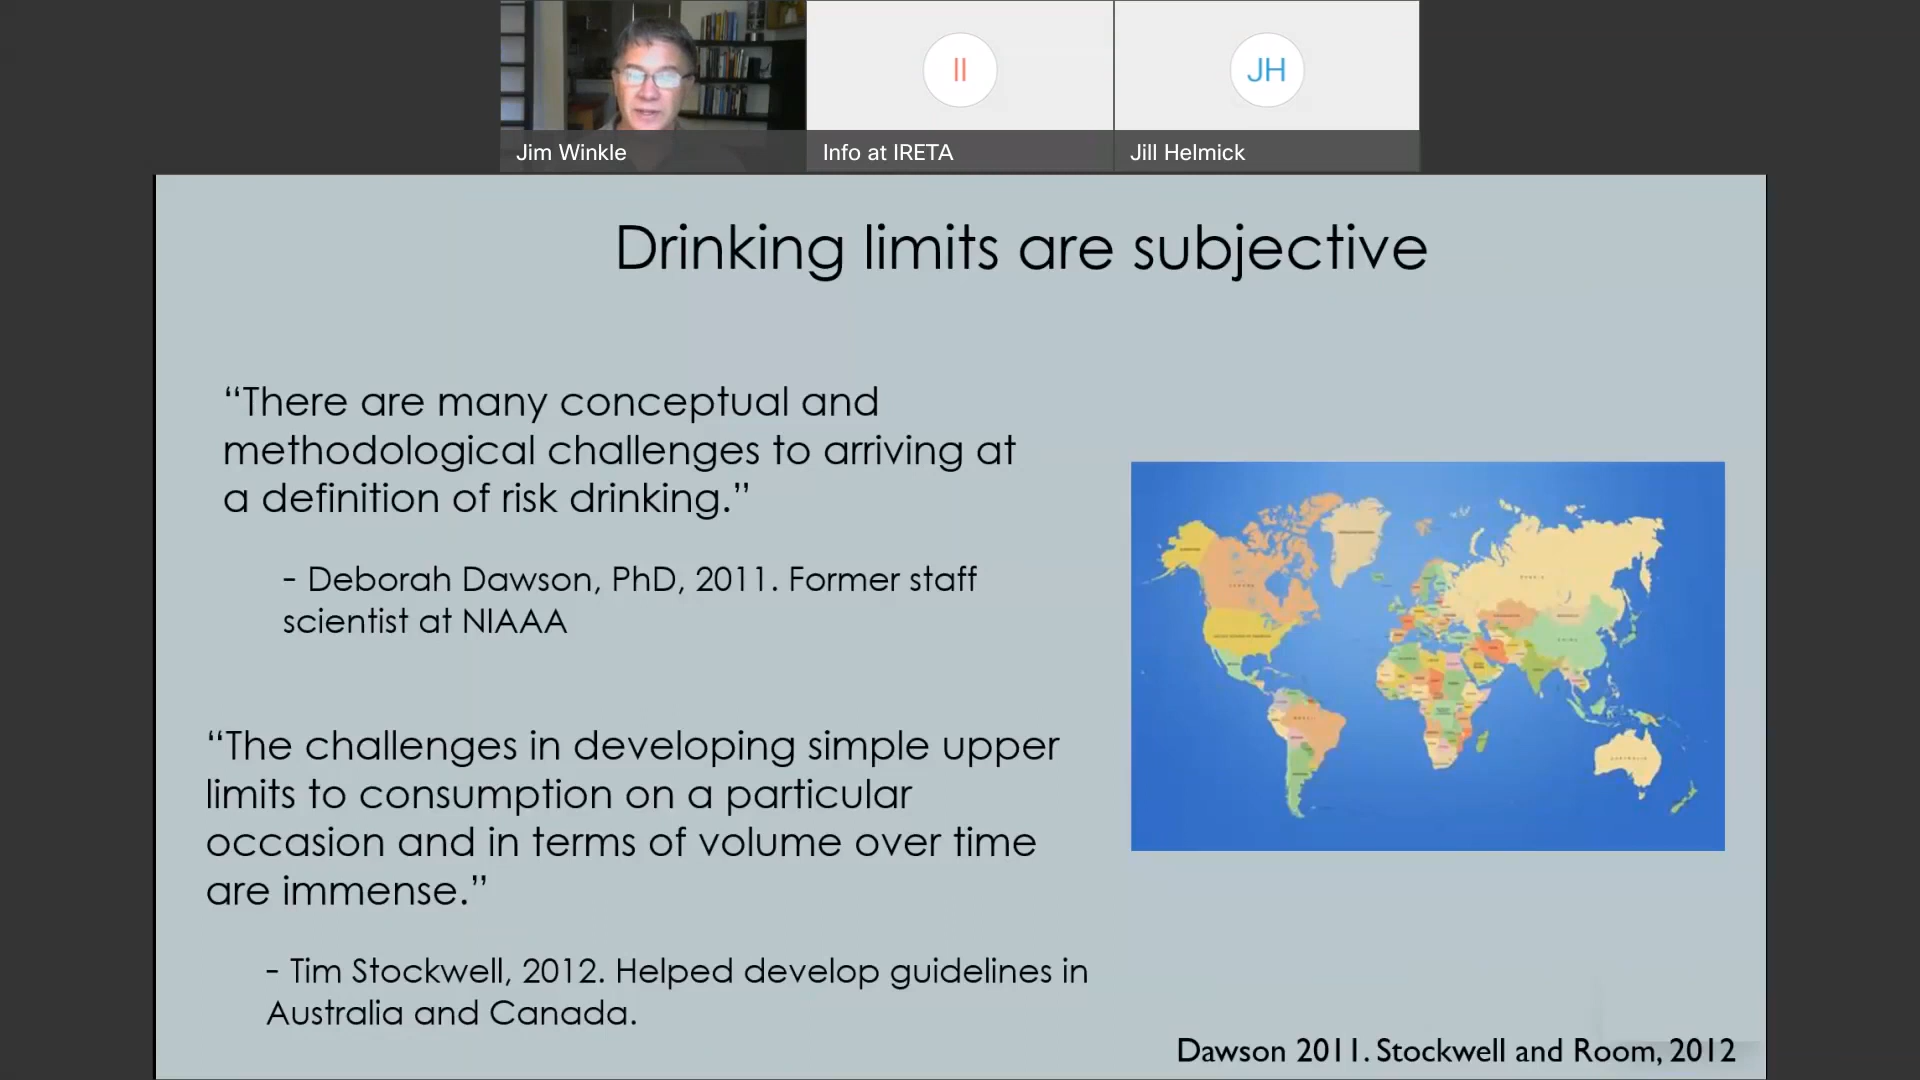 II
JH
Jim Winkle
Info at IRETA
Jill Helmick
Drinking limits are subjective
“There are many conceptual and
methodological challenges to arriving at
a definition of risk drinking.”
- Deborah Dawson, PhD, 2011. Former staff
scientist at NIAAA
“The challenges in developing simple upper
limits to consumption on a particular
occasion and in terms of volume over time
are immense.”
- Tim Stockwell, 2012. Helped develop guidelines in
Australia and Canada.
Dawson 2011. Stockwell and Room, 2012